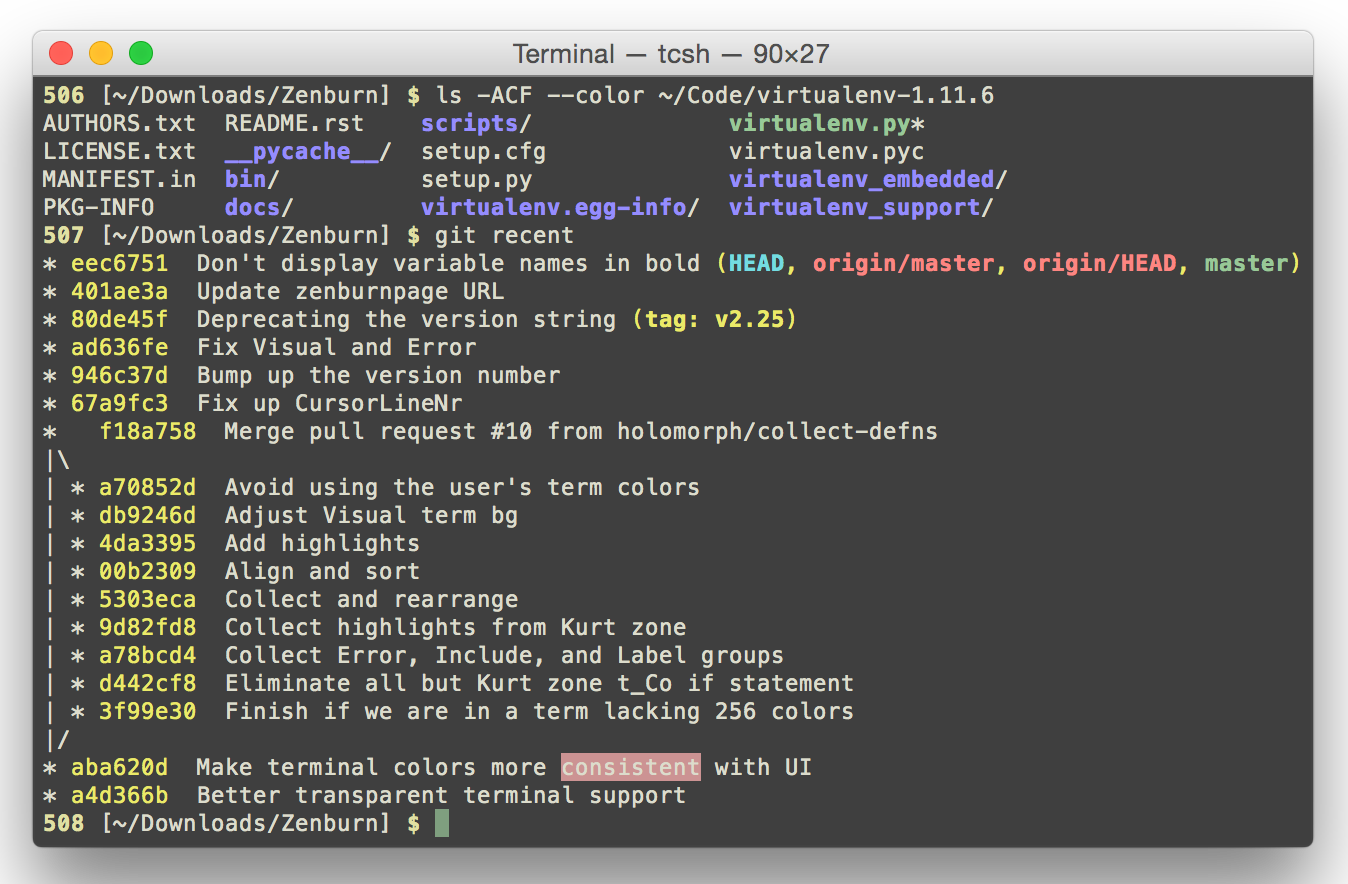 Terminal — tcsh — 90×27
506 [~/Downloads/Zenburn] $ ls -ACF --color ~/Code/virtualenv-1.11.6
AUTHORS.txt  README.rst    scripts/              virtualenv.py*
LICENSE.txt  __pycache__/  setup.cfg             virtualenv.pyc
MANIFEST.in  bin/          setup.py              virtualenv_embedded/
PKG-INFO     docs/         virtualenv.egg-info/  virtualenv_support/
507 [~/Downloads/Zenburn] $ git recent
* eec6751  Don't display variable names in bold (HEAD, origin/master, origin/HEAD, master)
* 401ae3a  Update zenburnpage URL
* 80de45f  Deprecating the version string (tag: v2.25)
* ad636fe  Fix Visual and Error
* 946c37d  Bump up the version number
* 67a9fc3  Fix up CursorLineNr
*   f18a758  Merge pull request #10 from holomorph/collect-defns
|\
| * a70852d  Avoid using the user's term colors
| * db9246d  Adjust Visual term bg
| * 4da3395  Add highlights
| * 00b2309  Align and sort
| * 5303eca  Collect and rearrange
| * 9d82fd8  Collect highlights from Kurt zone
| * a78bcd4  Collect Error, Include, and Label groups
| * d442cf8  Eliminate all but Kurt zone t_Co if statement
| * 3f99e30  Finish if we are in a term lacking 256 colors
|/
* aba620d  Make terminal colors more consistent with UI
* a4d366b  Better transparent terminal support
508 [~/Downloads/Zenburn] $